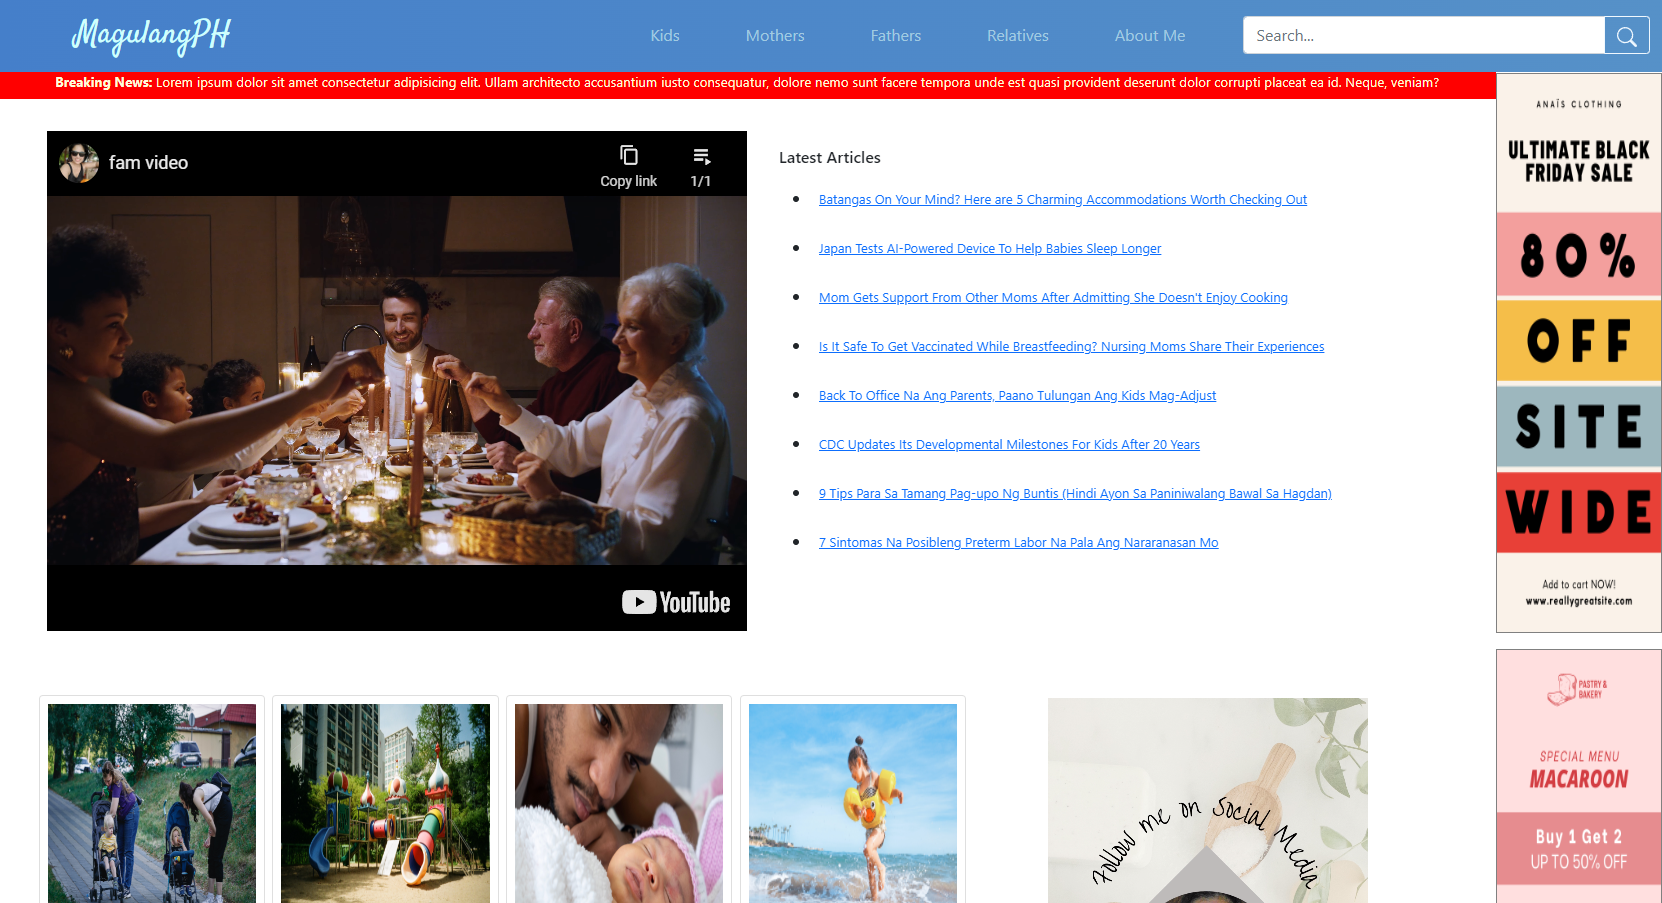 MagulangPH
Kids
Mothers
Fathers
Relatives
About Me
Search...
Breaking News: Lorem ipsum dolor sit amet consectetur adipisicing elit. Ullam architecto accusantium iusto consequatur, dolore nemo sunt facere tempora unde est quasi provident deserunt dolor corrupti placeat ea id. Neque, veniam?
fam video
Copy link
1/1
YouTube
Latest Articles
Batangas On Your Mind? Here are 5 Charming Accommodations Worth Checking Out
Japan Tests AI-Powered Device To Help Babies Sleep Longer
Mom Gets Support From Other Moms After Admitting She Doesn't Enjoy Cooking
Is It Safe To Get Vaccinated While Breastfeeding? Nursing Moms Share Their Experiences
Back To Office Na Ang Parents, Paano Tulungan Ang Kids Mag-Adjust
CDC Updates Its Developmental Milestones For Kids After 20 Years
9 Tips Para Sa Tamang Pag-upo Ng Buntis (Hindi Ayon Sa Paniniwalang Bawal Sa Hagdan)
7 Sintomas Na Posibleng Preterm Labor Na Pala Ang Nararanasan Mo
ANAÏS CLOTHING
ULTIMATE BLACK
FRIDAY SALE
80%
OFF
SITE
WIDE
Add to cart NOW!
www.reallygreatsite.com
Follow me on Social Media
PASTRY &
BAKERY
SPECIAL MENU
MACAROON
Buy 1 Get 2
UP TO 50% OFF